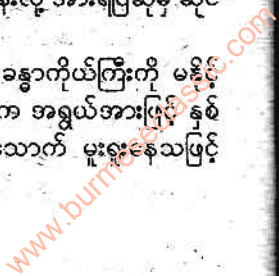 ခန္ဓာကိုယ်ကြီးကို မနိုင့်
အရွယ်အားဖြင့် နှစ်
သောက် မူးရူးနေသဖြင့်
www.burmeseclassic.com